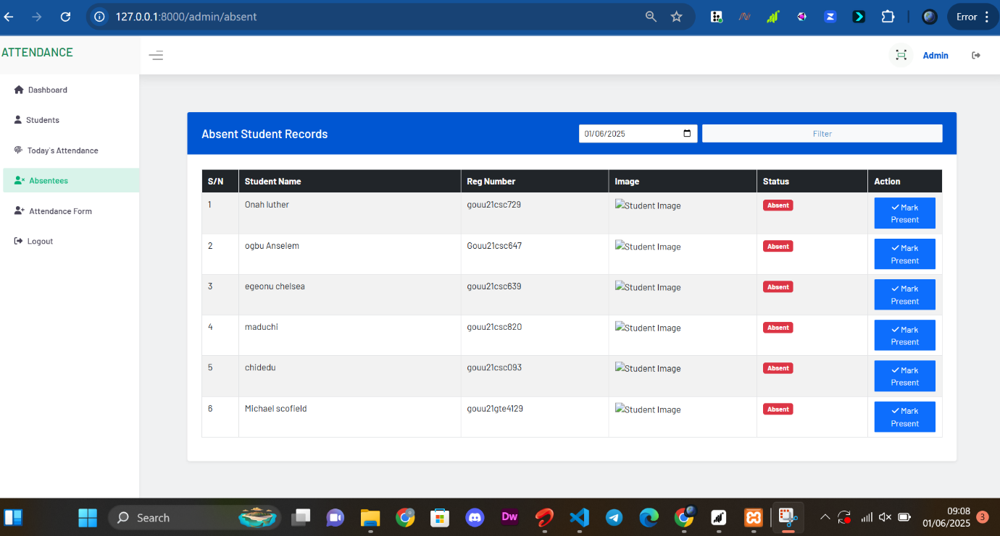 127.0.0.1:8000/admin/absent
Error
ATTENDANCE
Admin
Dashboard
Students
Today`s Attendance
Absentees
Attendance Form
Logout
Absent Student Records
01/06/2025
Filter
S/N Student Name Reg Number Image Status Action
1 Onah luther gouu21csc729 Student Image Absent Mark Present
2 ogbu Anselem Gouu21csc647 Student Image Absent Mark Present
3 egeonu chelsea gouu21csc639 Student Image Absent Mark Present
4 maduchi gouu21csc820 Student Image Absent Mark Present
5 chidedu gouu21csc093 Student Image Absent Mark Present
6 Michael scofield gouu21gte4129 Student Image Absent Mark Present
Search
Dw
09:08
01/06/2025
3